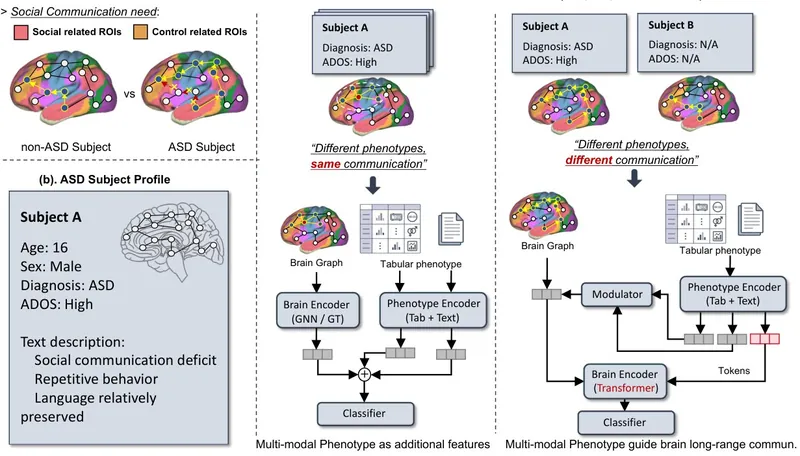 > Social Communication need:
Social related ROIs
Control related ROIs
vs
non-ASD Subject
ASD Subject
(b). ASD Subject Profile
Subject A
Age: 16
Sex: Male
Diagnosis: ASD
ADOS: High
Text description:
Social communication deficit
Repetitive behavior
Language relatively
preserved
Subject A
Diagnosis: ASD
ADOS: High
“Different phenotypes,
same communication”
Brain Graph
Tabular phenotype
Brain Encoder
(GNN / GT)
Phenotype Encoder
(Tab + Text)
Classifier
Multi-modal Phenotype as additional features
Subject A
Diagnosis: ASD
ADOS: High
Subject B
Diagnosis: N/A
ADOS: N/A
“Different phenotypes,
different communication”
Brain Graph
Tabular phenotype
Modulator
Phenotype Encoder
(Tab + Text)
Tokens
Brain Encoder
(Transformer)
Classifier
Multi-modal Phenotype guide brain long-range commun.